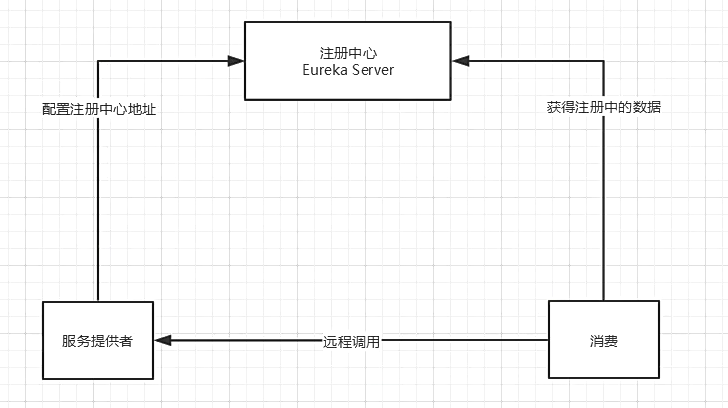 注册中心
Eureka Server
配置注册中心地址
获得注册中的数据
服务提供者
远程调用
消费